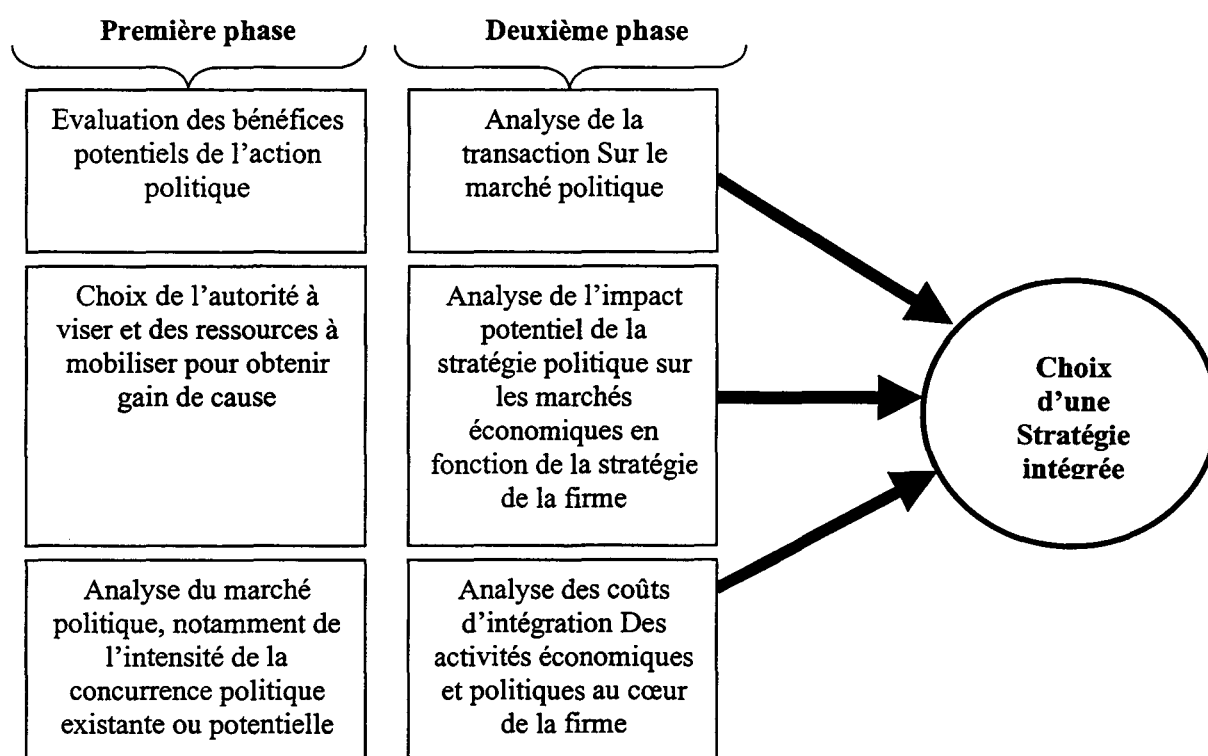 Première phase
Deuxième phase
Evaluation des bénéfices
potentiels de l'action
politique
Analyse de la
transaction Sur le
marché politique
Choix de l'autorité à
viser et des ressources à
mobiliser pour obtenir
gain de cause
Analyse de l'impact
potentiel de la
stratégie politique sur
les marchés
économiques en
fonction de la stratégie
de la firme
Choix
d'une
Stratégie
intégrée
Analyse du marché
politique, notamment de
l'intensité de la
concurrence politique
existante ou potentielle
Analyse des coûts
d'intégration Des
activités économiques
et politiques au cœur
de la firme